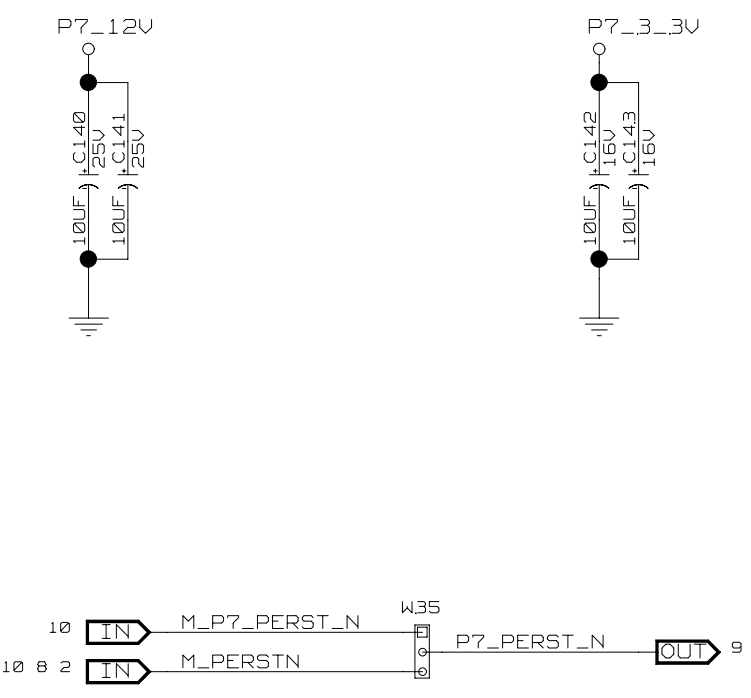 P7_12V
P7_3_3V
C140
25V
C141
25V
10UF
10UF
C142
16V
C143
16V
10UF
10UF
W35
10 IN M_P7_PERST_N
P7_PERST_N OUT 9
10 8 2 IN M_PERSTN